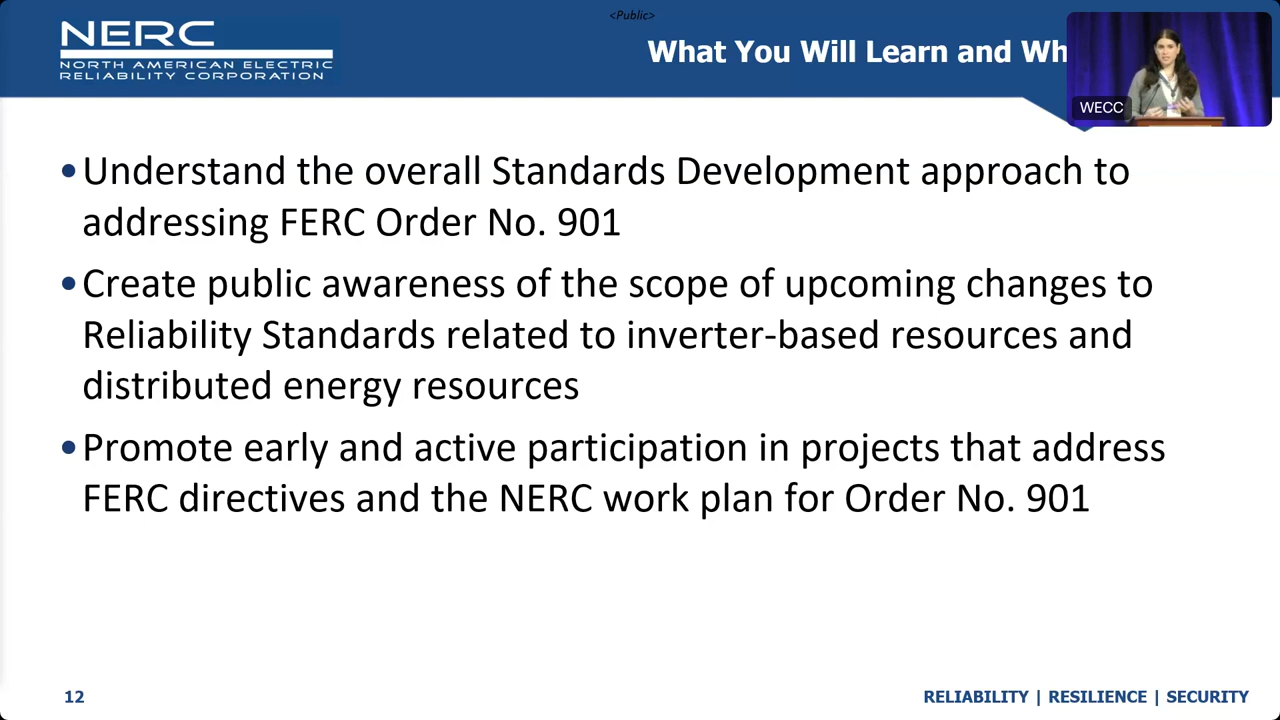 <Public>
NERC
NORTH AMERICAN ELECTRIC
RELIABILITY CORPORATION
What You Will Learn and Wh
WECC
•Understand the overall Standards Development approach to
addressing FERC Order No. 901
•Create public awareness of the scope of upcoming changes to
Reliability Standards related to inverter-based resources and
distributed energy resources
•Promote early and active participation in projects that address
FERC directives and the NERC work plan for Order No. 901
12
RELIABILITY | RESILIENCE | SECURITY